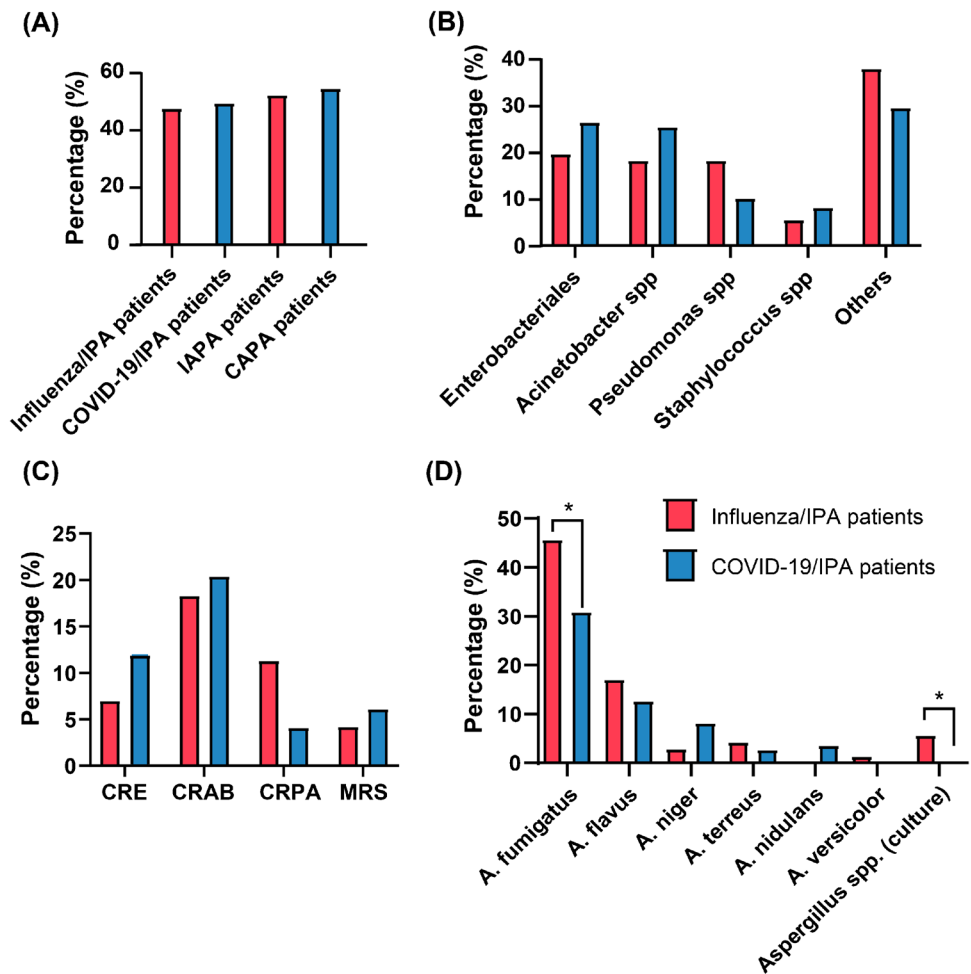 (A)
Percentage (%)
60
40
20
0
Influenza/IPA patients
COVID-19/IPA patients
IAPA patients
CAPA patients
(B)
Percentage (%)
40
30
20
10
0
Enterobacteriales
Acinetobacter spp
Pseudomonas spp
Staphylococcus spp
Others
(C)
Percentage (%)
25
20
15
10
5
0
CRE CRAB CRPA MRS
(D)
Influenza/IPA patients
COVID-19/IPA patients
Percentage (%)
50
40
30
20
10
0
*
*
A. fumigatus
A. flavus
A. niger
A. terreus
A. nidulans
A. versicolor
Aspergillus spp. (culture)